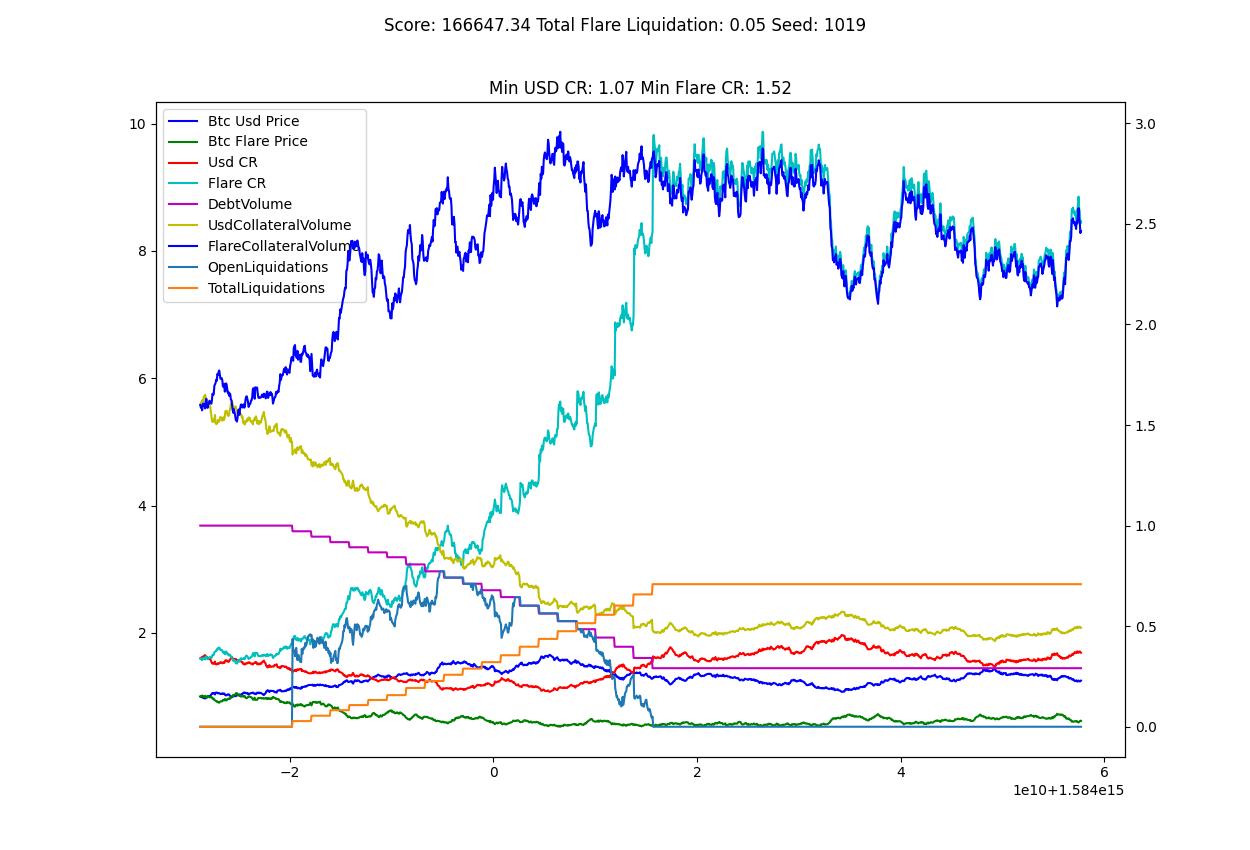 Score: 166647.34 Total Flare Liquidation: 0.05 Seed: 1019
Min USD CR: 1.07 Min Flare CR: 1.52
Btc Usd Price
Btc Flare Price
Usd CR
Flare CR
DebtVolume
UsdCollateralVolume
FlareCollateralVolume
OpenLiquidations
TotalLiquidations
10
8
6
4
2
3.0
2.5
2.0
1.5
1.0
0.5
0.0
−2
0
2
4
6
1e10+1.584e15